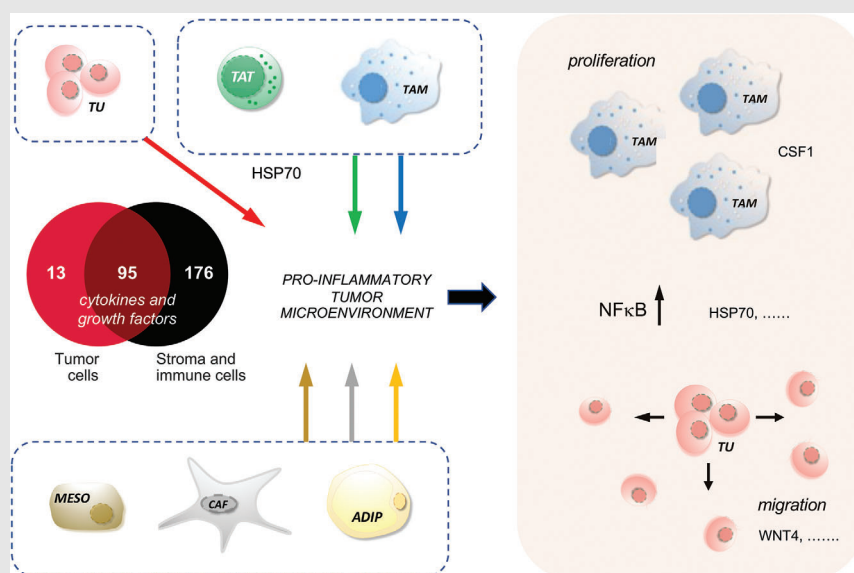 TU
TAT
TAM
HSP70
13
95
176
cytokines and
growth factors
Tumor
cells
Stroma and
immune cells
PRO-INFLAMMATORY
TUMOR
MICROENVIRONMENT
MESO
CAF
ADIP
proliferation
TAM
TAM
TAM
CSF1
NFκB
HSP70, ......
TU
migration
WNT4, .......